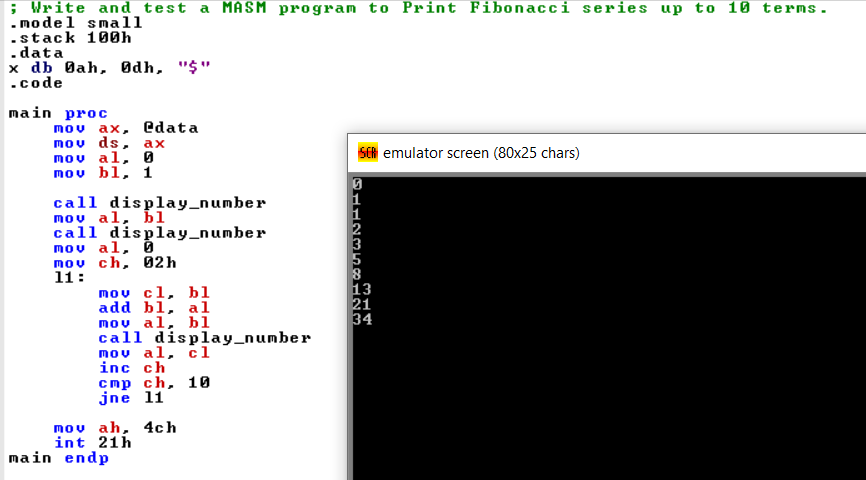 ; Write and test a MASM program to Print Fibonacci series up to 10 terms.
.model small
.stack 100h
.data
x db 0ah, 0dh, "$"
.code
main proc
mov ax, @data
mov ds, ax
mov al, 0
mov bl, 1
call display_number
mov al, bl
call display_number
mov al, 0
mov ch, 02h
l1:
mov cl, bl
add bl, al
mov al, bl
call display_number
mov al, cl
inc ch
cmp ch, 10
jne l1
mov ah, 4ch
int 21h
main endp
SCR emulator screen (80x25 chars)
0
1
1
2
3
5
8
13
21
34